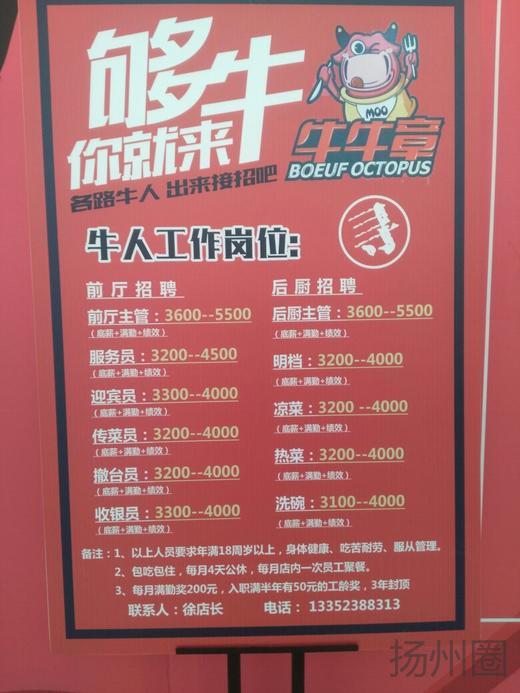 够牛
你就来
各路牛人 出来接招吧
MOO
牛牛章
BOEUF OCTOPUS
牛人工作岗位:
寻
前厅招聘
前厅主管：3600--5500
（底薪+满勤+绩效）
服务员：3200--4500
（底薪+满勤+绩效）
迎宾员：3300--4000
（底薪+满勤+绩效）
传菜员：3200--4000
（底薪+满勤+绩效）
撤台员：3200--4000
（底薪+满勤+绩效）
收银员：3300--4000
（底薪+满勤+绩效）
后厨招聘
后厨主管：3600--5500
（底薪+满勤+绩效）
明档：3200--4000
（底薪+满勤+绩效）
凉菜：3200 --4000
（底薪+满勤+绩效）
热菜：3200--4000
（底薪+满勤+绩效）
洗碗：3100--4000
（底薪+满勤+绩效）
备注：1、以上人员要求年满18周岁以上，身体健康、吃苦耐劳、服从管理。
2、包吃包住，每月4天公休，每月店内一次员工聚餐。
3、每月满勤奖200元，入职满半年有50元的工龄奖，3年封顶
联系人：徐店长 电话： 13352388313
扬州圈